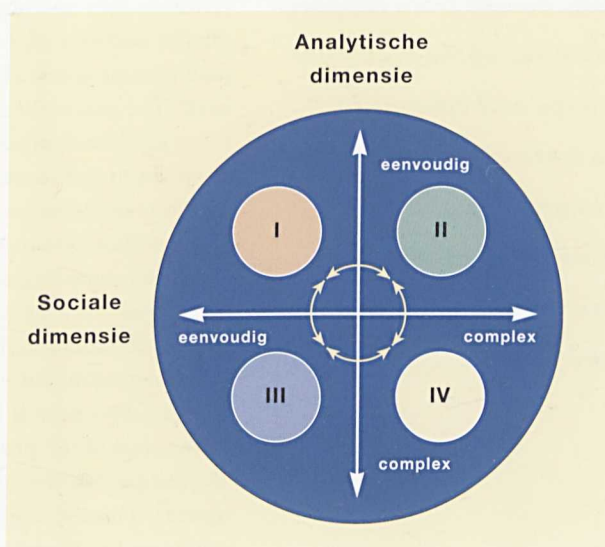 Analytische
dimensie
eenvoudig
I
II
Sociale
dimensie
eenvoudig
complex
III
IV
complex